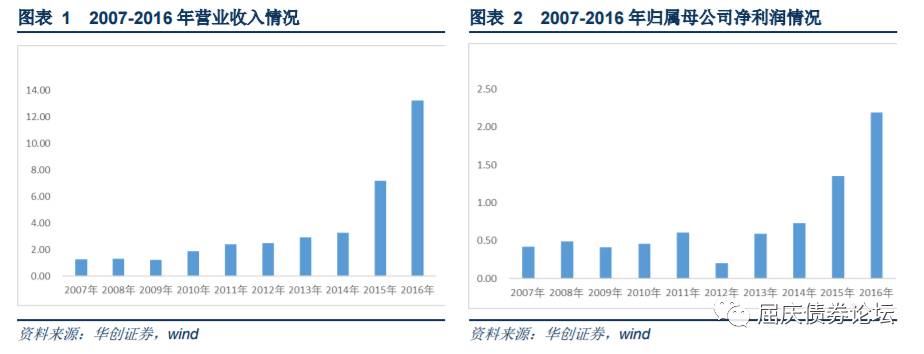 图表 1 2007-2016 年营业收入情况
14.00
12.00
10.00
8.00
6.00
4.00
2.00
0.00
2007年 2008年 2009年 2010年 2011年 2012年 2013年 2014年 2015年 2016年
资料来源：华创证券，wind
图表 2 2007-2016 年归属母公司净利润情况
2.50
2.00
1.50
1.00
0.50
0.00
2007年 2008年 2009年 2010年 2011年 2012年 2013年 2014年 2015年 2016年
资料来源：华创证券，wind
屈庆债券论坛